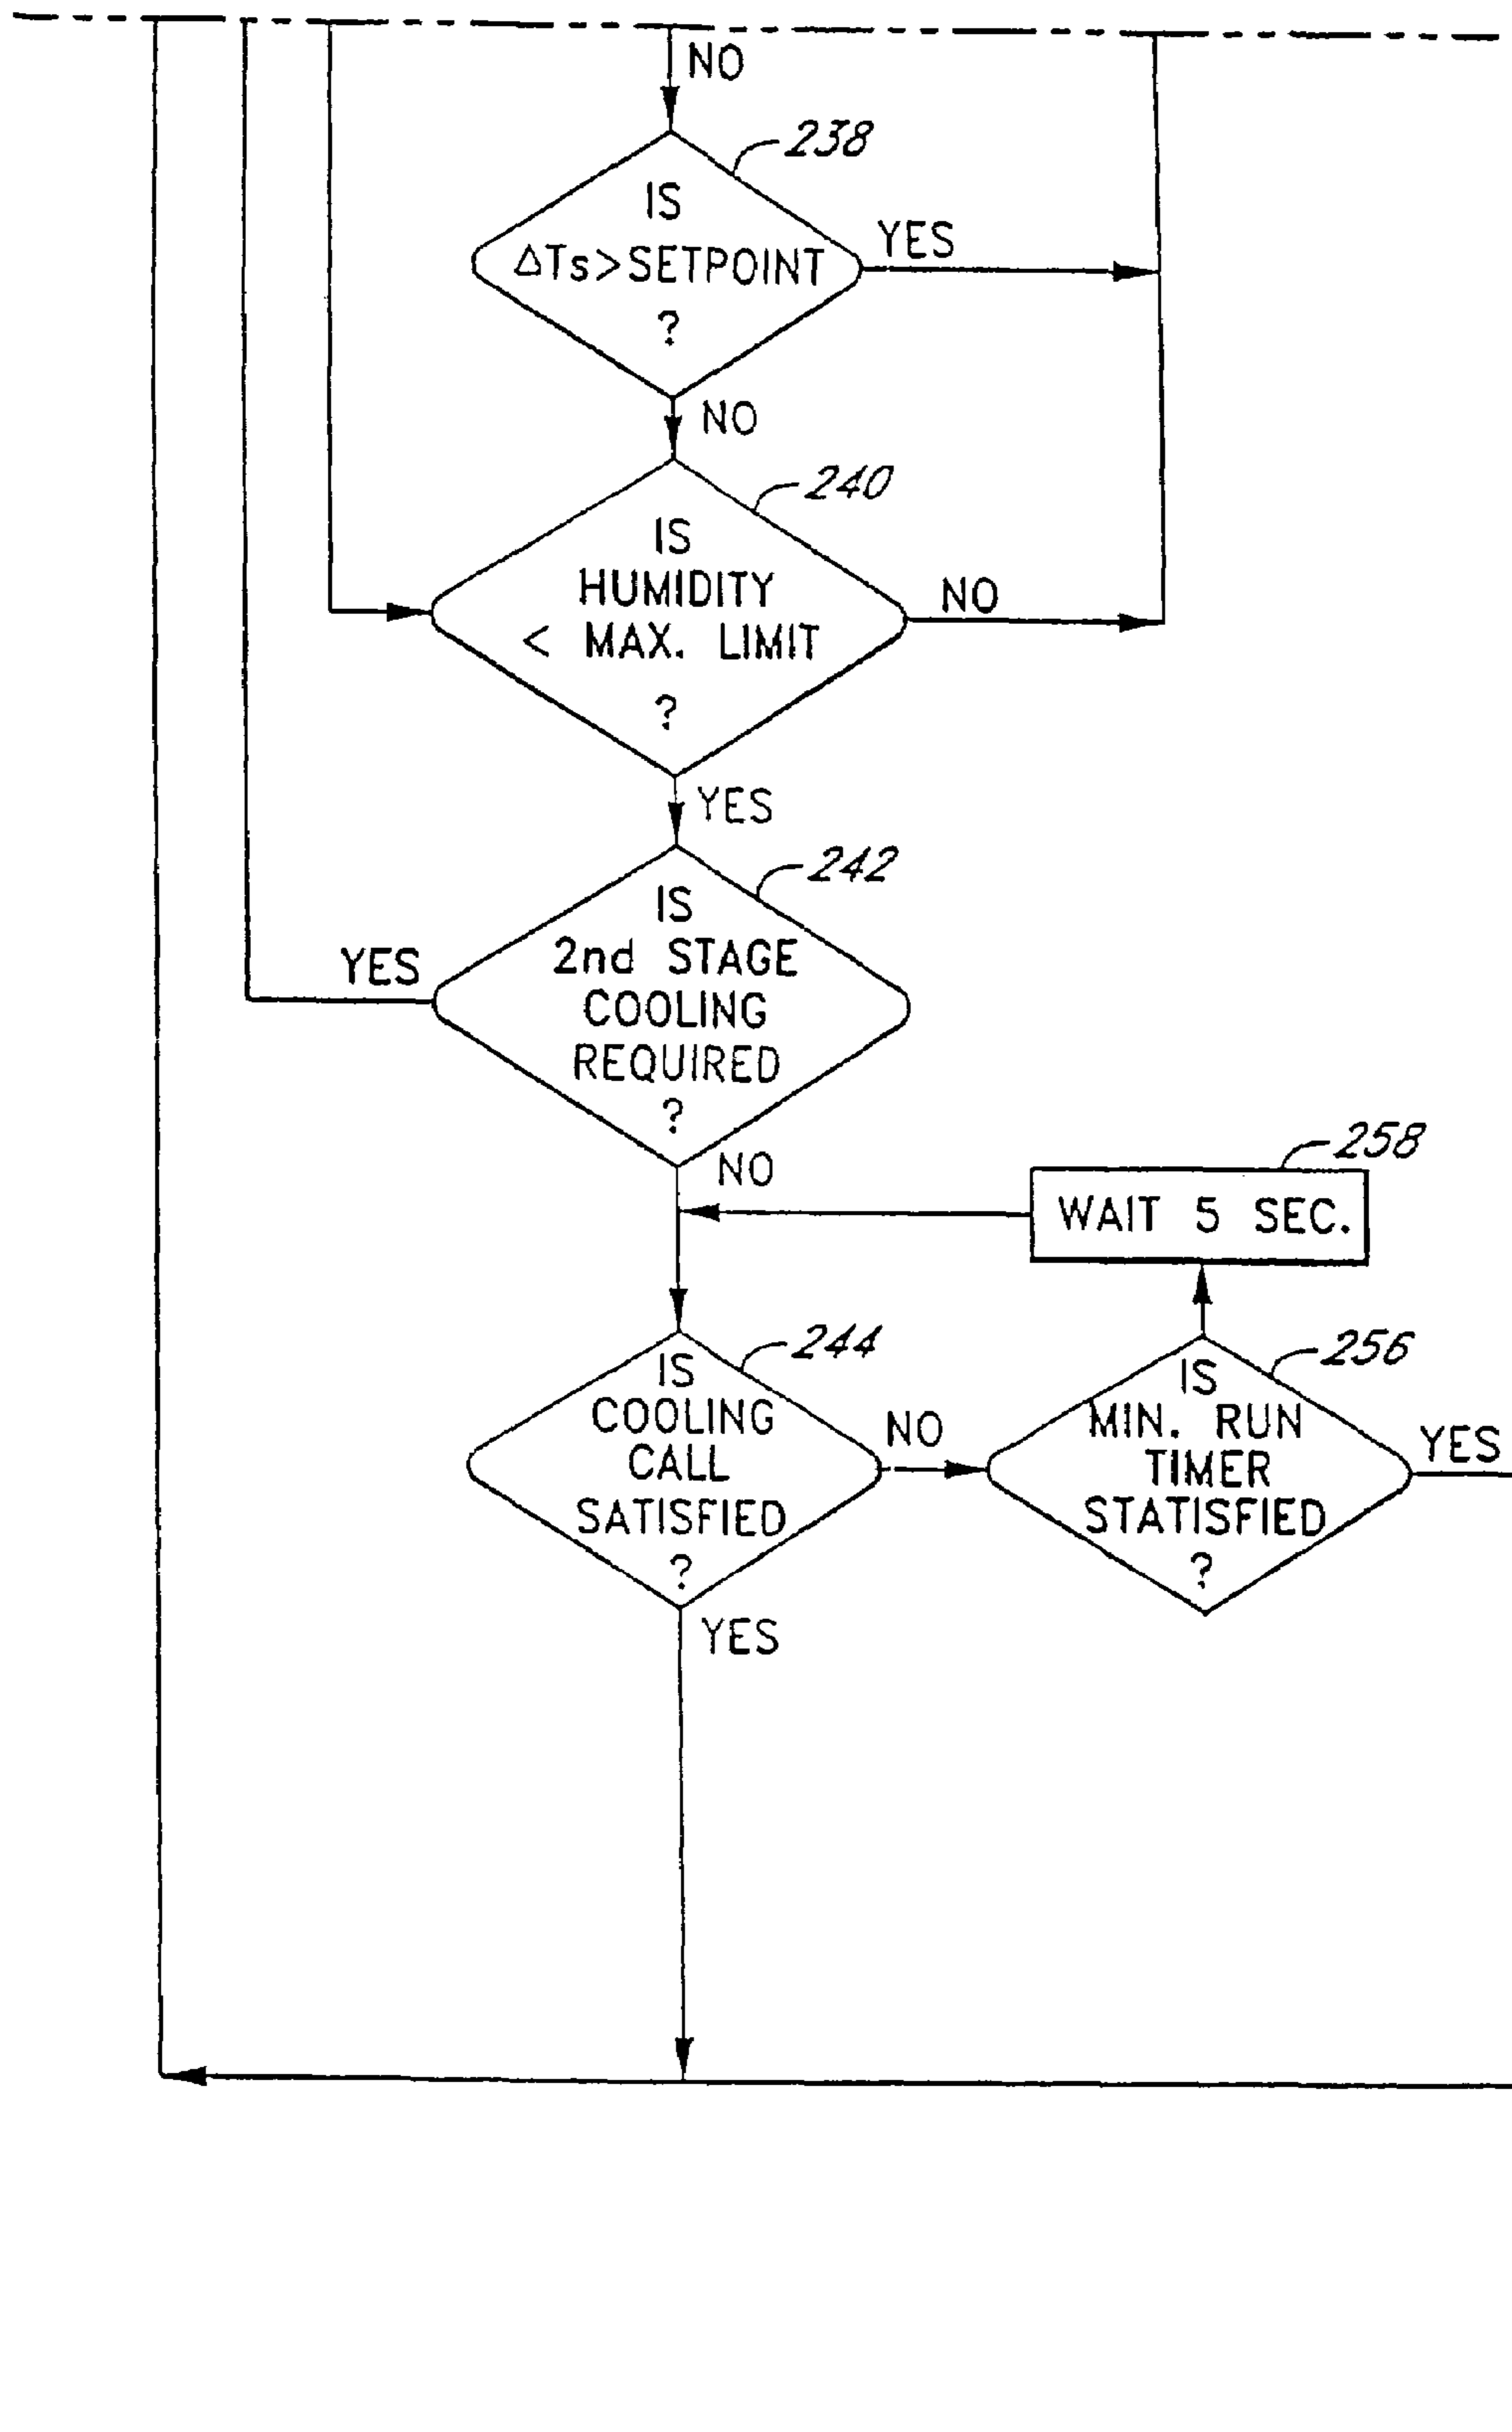 NO
238
IS
ΔTs>SETPOINT
?
YES
NO
240
IS
HUMIDITY
< MAX. LIMIT
?
NO
YES
242
IS
2nd STAGE
COOLING
REQUIRED
?
YES
NO
258
WAIT 5 SEC.
244
IS
COOLING
CALL
SATISFIED
?
NO
YES
256
IS
MIN. RUN
TIMER
STATISFIED
?
YES